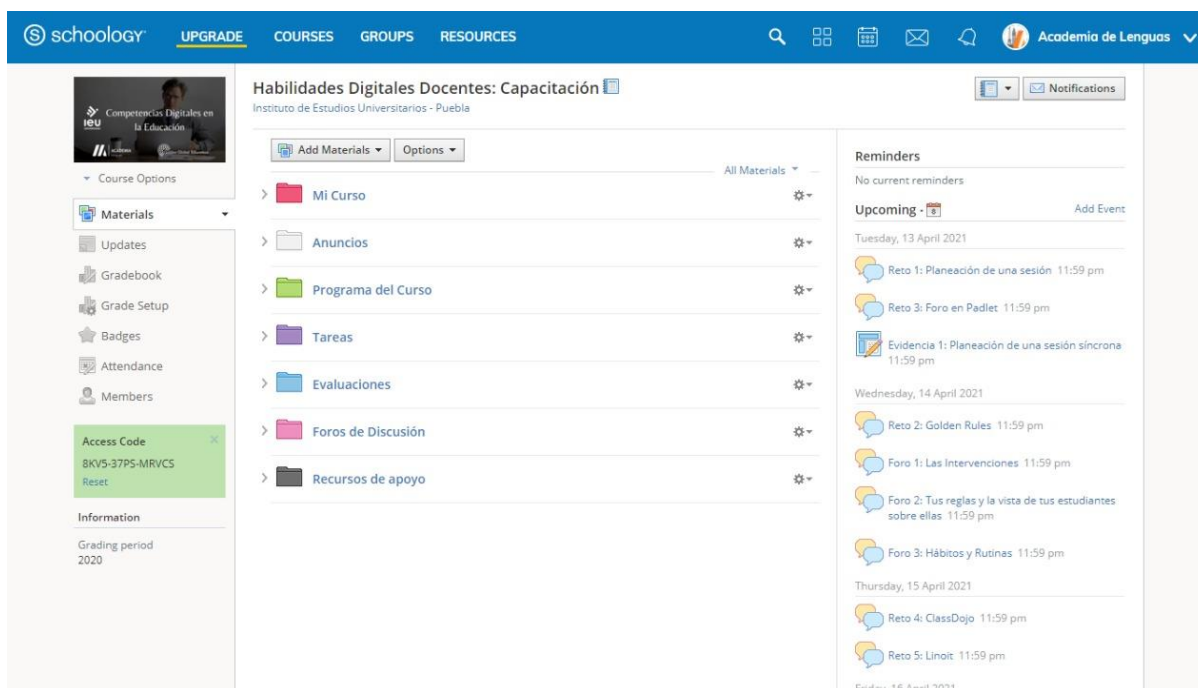 schoology
UPGRADE
COURSES
GROUPS
RESOURCES
Academia de Lenguas
ieu
Competencias Digitales en
la Educación
Course Options
Materials
Updates
Gradebook
Grade Setup
Badges
Attendance
Members
Access Code
8KV5-37PS-MRVCS
Reset
Information
Grading period
2020
Habilidades Digitales Docentes: Capacitación
Instituto de Estudios Universitarios - Puebla
Notifications
Add Materials
Options
All Materials
Mi Curso
Anuncios
Programa del Curso
Tareas
Evaluaciones
Foros de Discusión
Recursos de apoyo
Reminders
No current reminders
Upcoming · 8
Add Event
Tuesday, 13 April 2021
Reto 1: Planeación de una sesión 11:59 pm
Reto 3: Foro en Padlet 11:59 pm
Evidencia 1: Planeación de una sesión síncrona
11:59 pm
Wednesday, 14 April 2021
Reto 2: Golden Rules 11:59 pm
Foro 1: Las Intervenciones 11:59 pm
Foro 2: Tus reglas y la vista de tus estudiantes
sobre ellas 11:59 pm
Foro 3: Hábitos y Rutinas 11:59 pm
Thursday, 15 April 2021
Reto 4: ClassDojo 11:59 pm
Reto 5: Linoit 11:59 pm
Friday, 16 April 2021